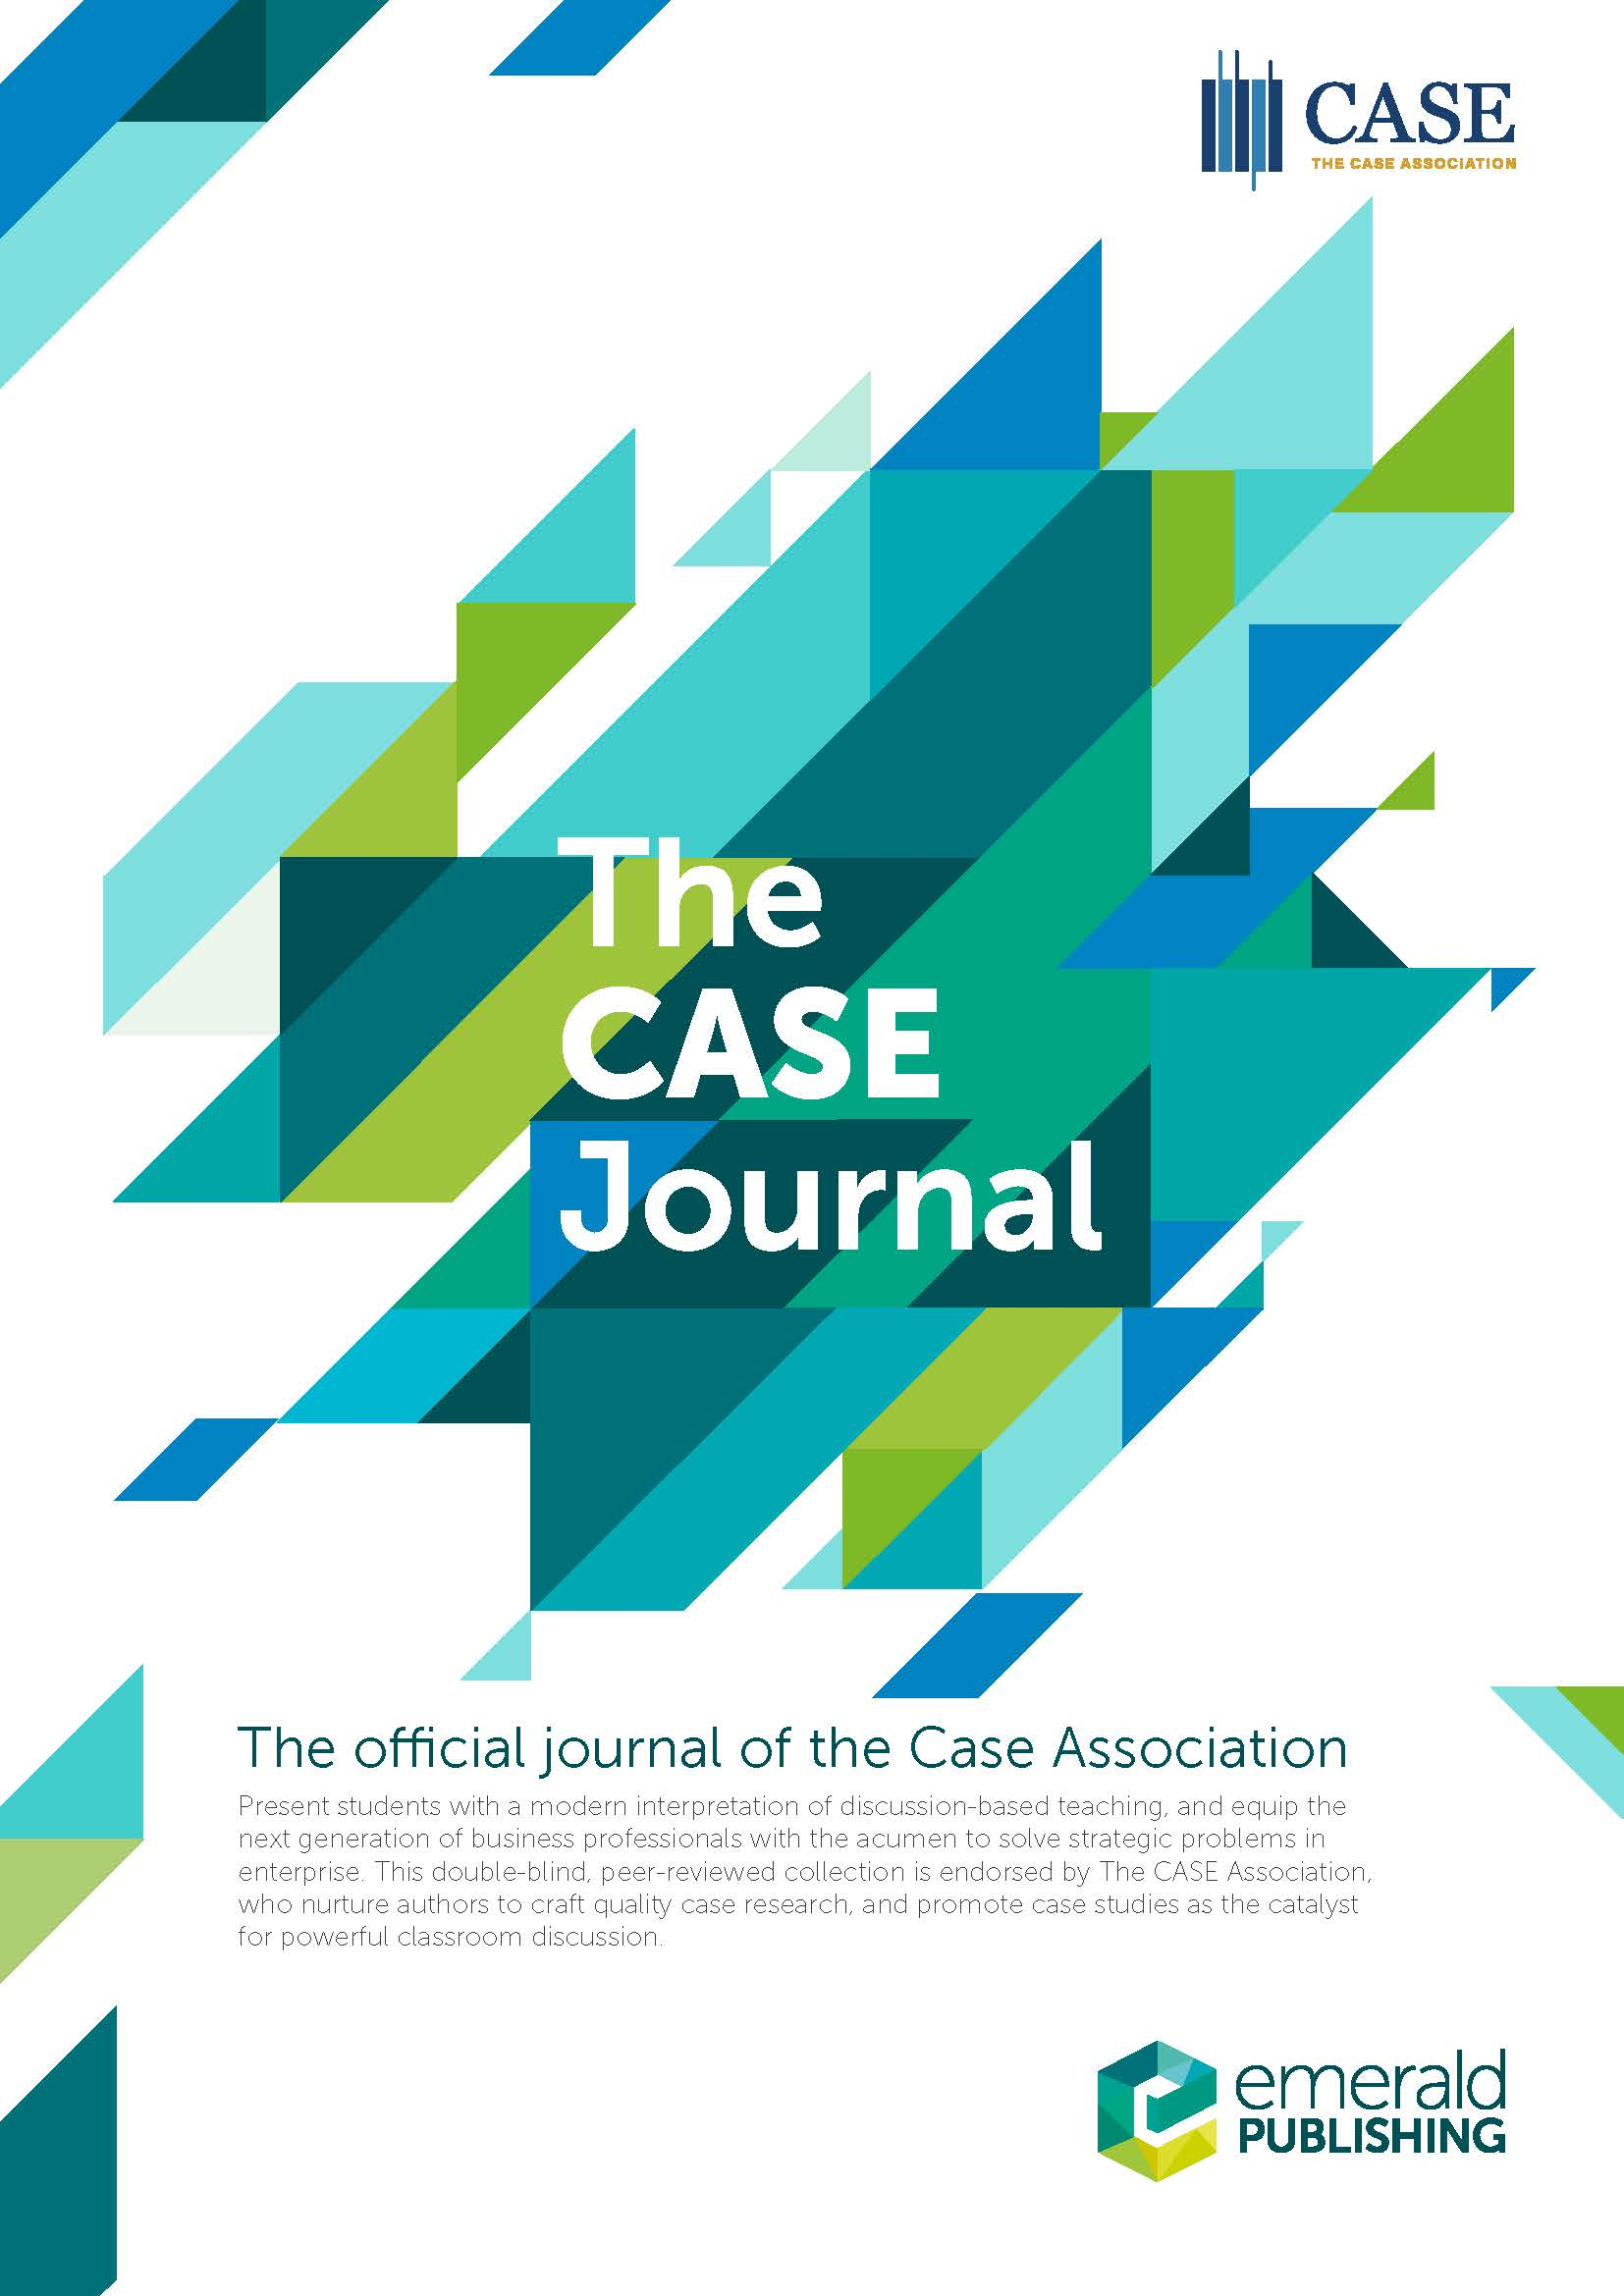 CASE
THE CASE ASSOCIATION
The
CASE
Journal
The official journal of the Case Association
Present students with a modern interpretation of discussion-based teaching, and equip the
next generation of business professionals with the acumen to solve strategic problems in
enterprise. This double-blind, peer-reviewed collection is endorsed by The CASE Association,
who nurture authors to craft quality case research, and promote case studies as the catalyst
for powerful classroom discussion.
emerald
PUBLISHING